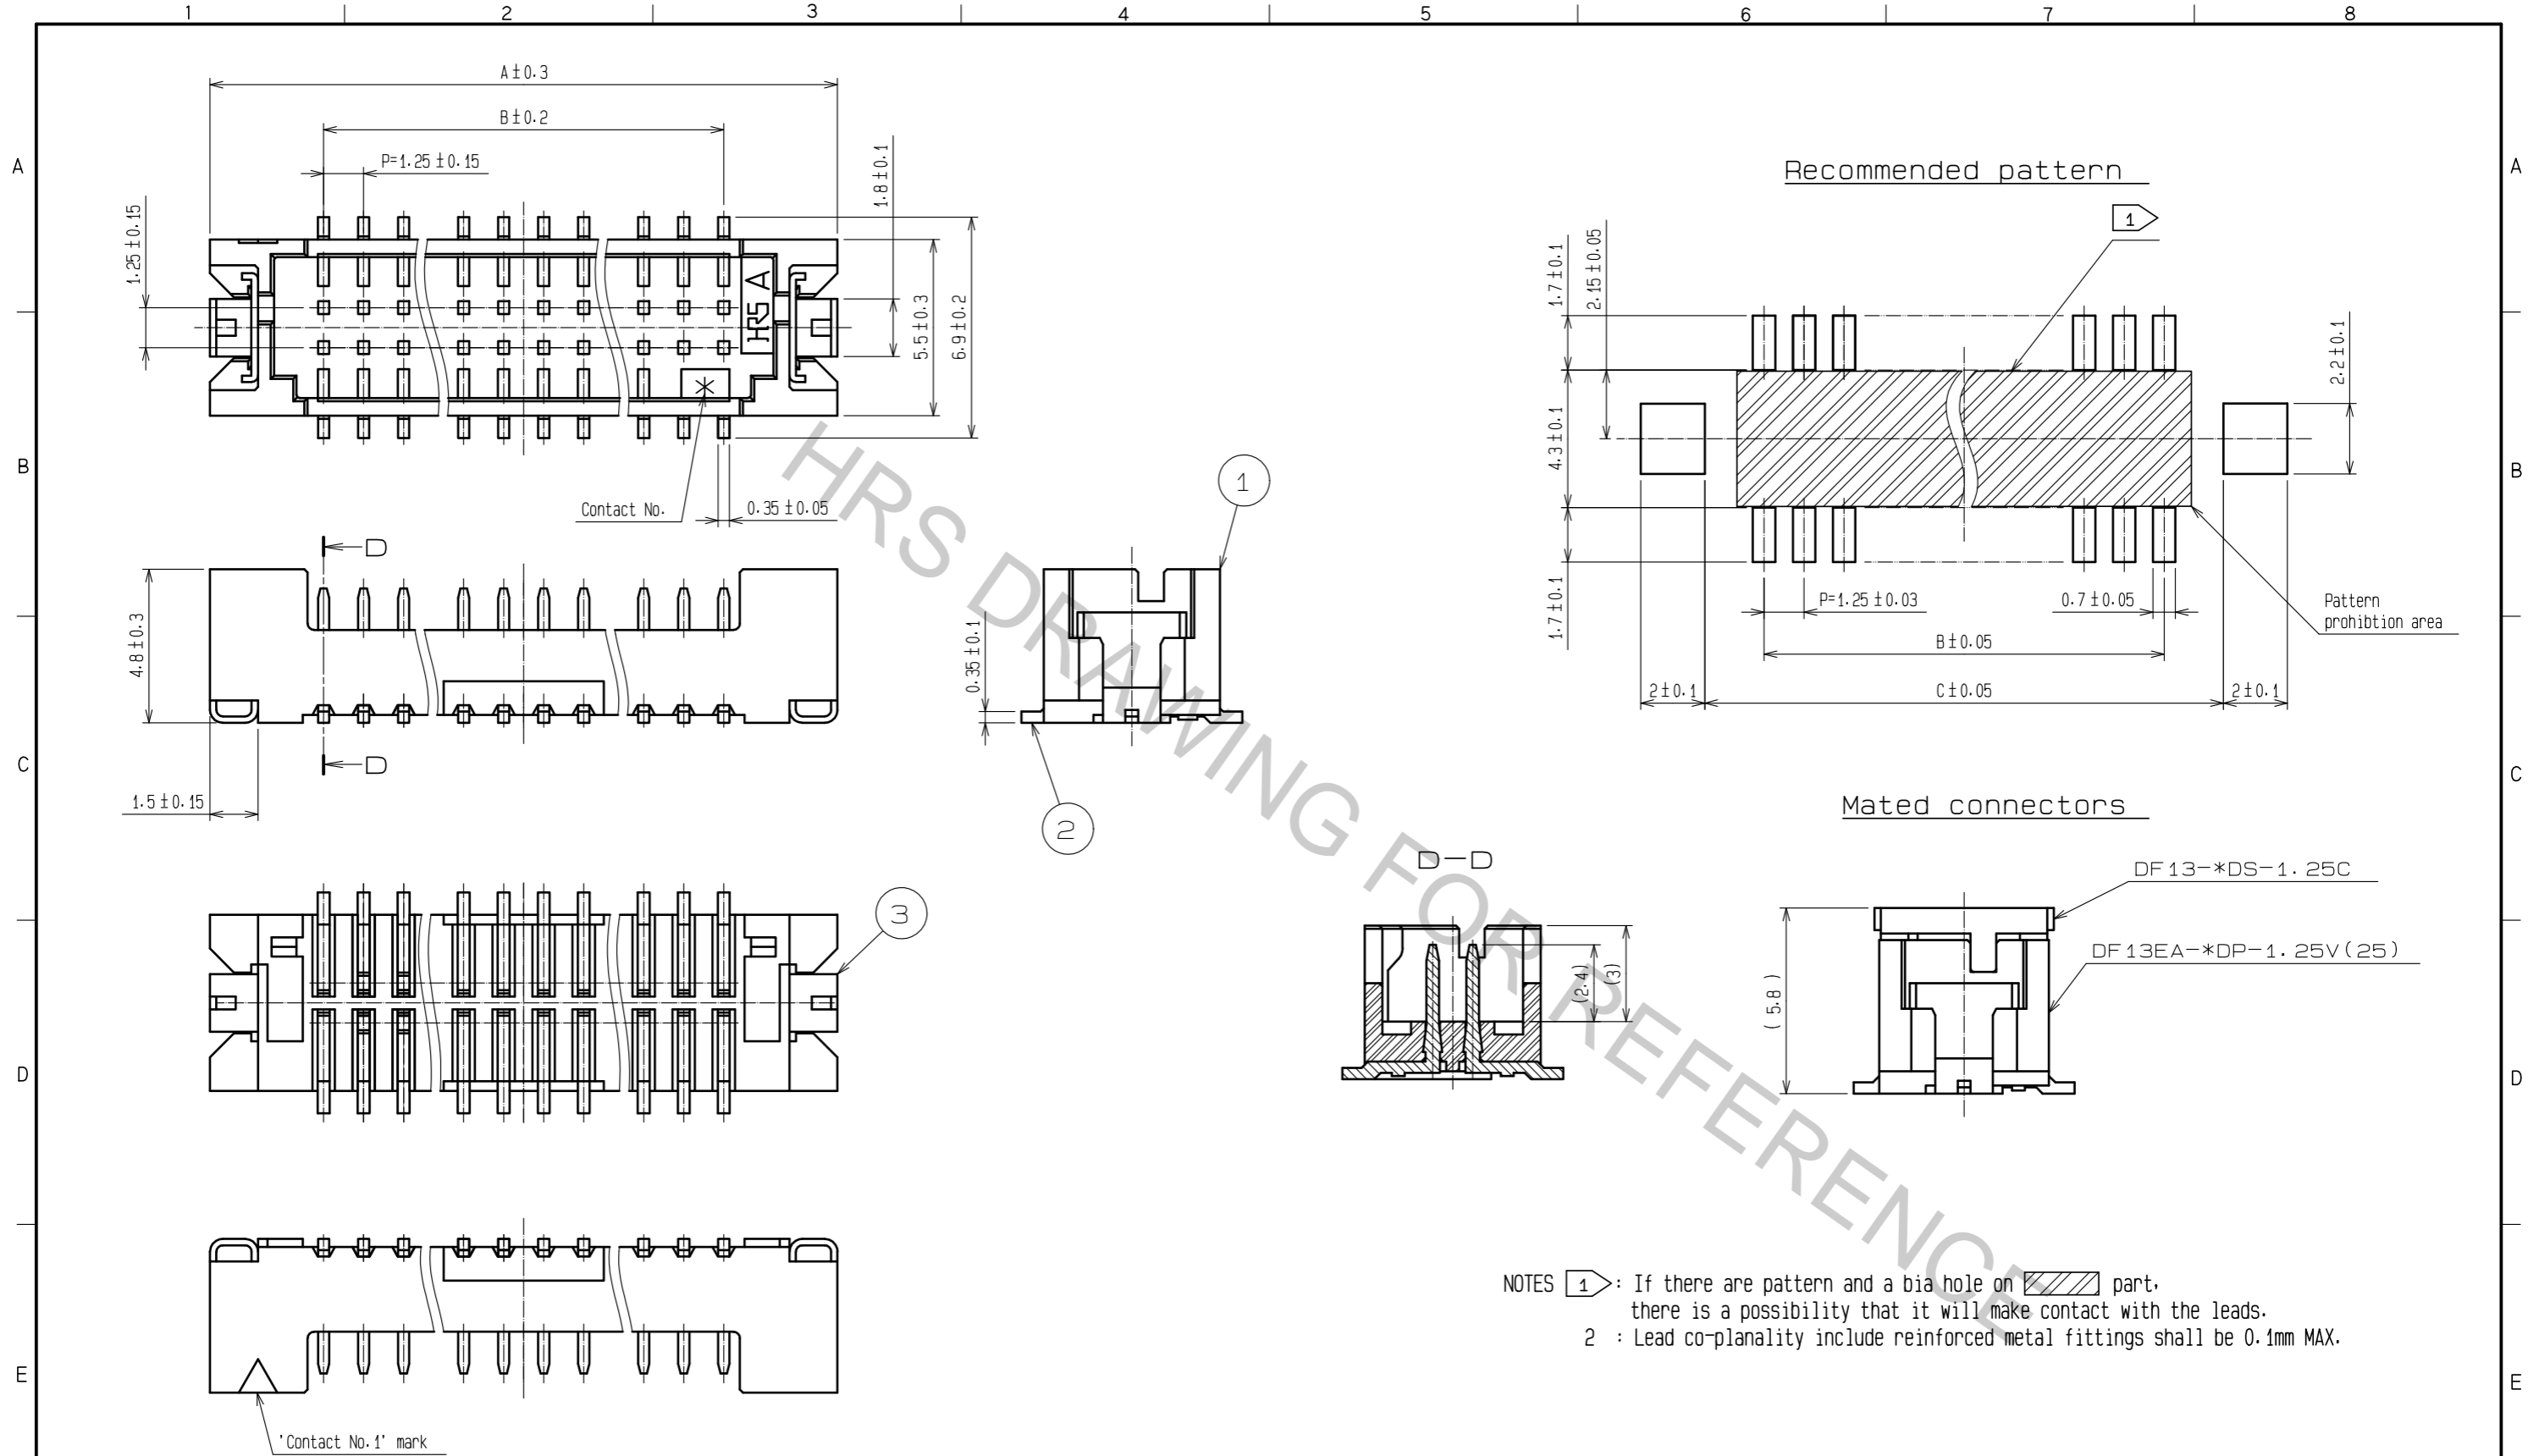 1 2 3 4 5 6 7 8
A
A
B
B
C
C
D
D
E
E
A±0.3
B±0.2
P=1.25±0.15
1.25±0.15
1.8±0.1
5.5±0.3
6.9±0.2
HRS A
*
Contact No.
0.35±0.05
D
D
4.8±0.3
1.5±0.15
0.35±0.1
1
2
3
'Contact No.1' mark
Recommended pattern
1
1.7±0.1
2.15±0.05
4.3±0.1
2.2±0.1
1.7±0.1
P=1.25±0.03
0.7±0.05
B±0.05
2±0.1
C±0.05
2±0.1
Pattern
prohibtion area
D-D
(2.4)
(3)
Mated connectors
DF13-*DS-1.25C
DF13EA-*DP-1.25V(25)
(5.8)
NOTES 1 : If there are pattern and a bia hole on part,
there is a possibility that it will make contact with the leads.
2 : Lead co-planality include reinforced metal fittings shall be 0.1mm MAX.
HRS DRAWING FOR REFERENCE